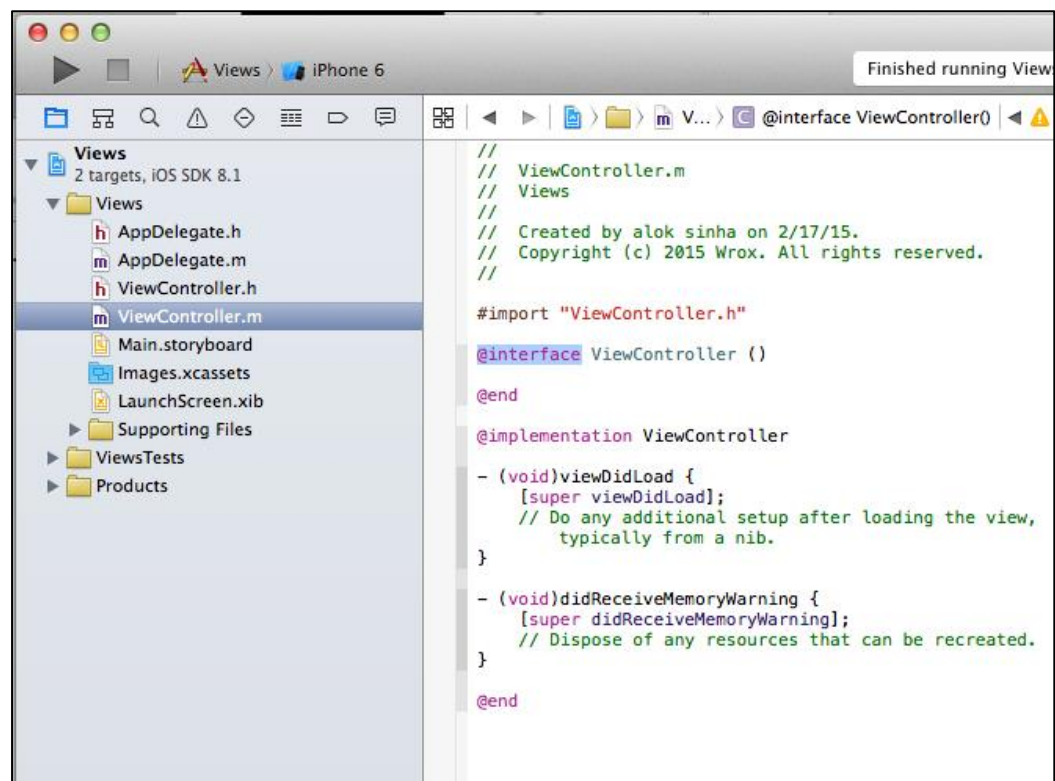 Views iPhone 6
Finished running View
V... @interface ViewController()
Views
2 targets, iOS SDK 8.1
Views
h AppDelegate.h
m AppDelegate.m
h ViewController.h
m ViewController.m
Main.storyboard
Images.xcassets
LaunchScreen.xib
Supporting Files
ViewsTests
Products
//
// ViewController.m
// Views
//
// Created by alok sinha on 2/17/15.
// Copyright (c) 2015 Wrox. All rights reserved.
//
#import "ViewController.h"
@interface ViewController ()
@end
@implementation ViewController
- (void)viewDidLoad {
[super viewDidLoad];
// Do any additional setup after loading the view,
typically from a nib.
}
- (void)didReceiveMemoryWarning {
[super didReceiveMemoryWarning];
// Dispose of any resources that can be recreated.
}
@end